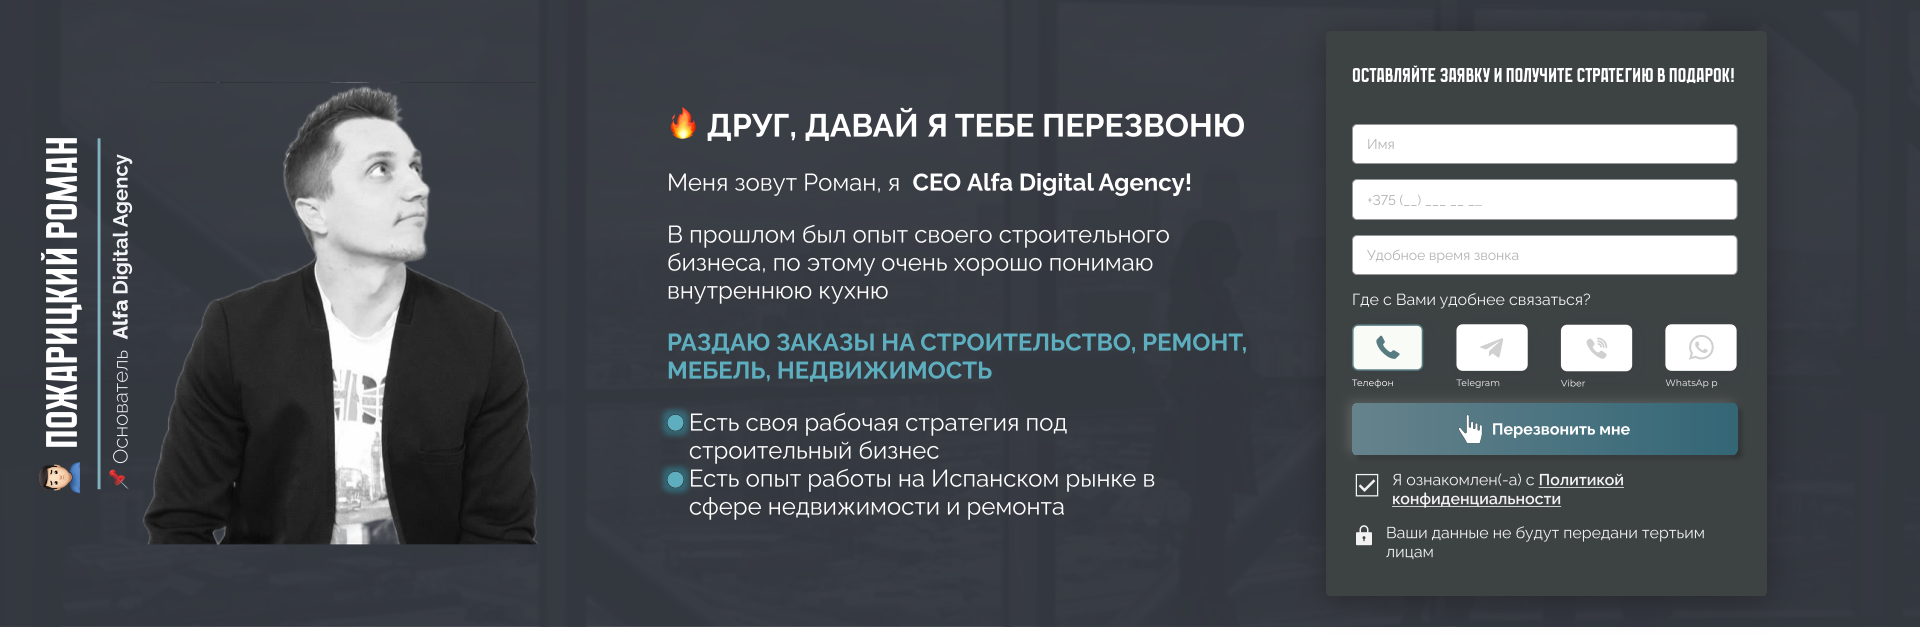 ПОЖАРИЦКИЙ РОМАН
Основатель Alfa Digital Agency
ДРУГ, ДАВАЙ Я ТЕБЕ ПЕРЕЗВОНЮ
Меня зовут Роман, я CEO Alfa Digital Agency!
В прошлом был опыт своего строительного
бизнеса, по этому очень хорошо понимаю
внутреннюю кухню
РАЗДАЮ ЗАКАЗЫ НА СТРОИТЕЛЬСТВО, РЕМОНТ,
МЕБЕЛЬ, НЕДВИЖИМОСТЬ
Есть своя рабочая стратегия под
строительный бизнес
Есть опыт работы на Испанском рынке в
сфере недвижимости и ремонта
ОСТАВЛЯЙТЕ ЗАЯВКУ И ПОЛУЧИТЕ СТРАТЕГИЮ В ПОДАРОК!
Имя
+375 (__) ___ __ __
Удобное время звонка
Где с Вами удобнее связаться?
Телефон Telegram Viber WhatsAp p
Перезвонить мне
Я ознакомлен(-а) с Политикой
конфиденциальности
Ваши данные не будут передани тертьим
лицам